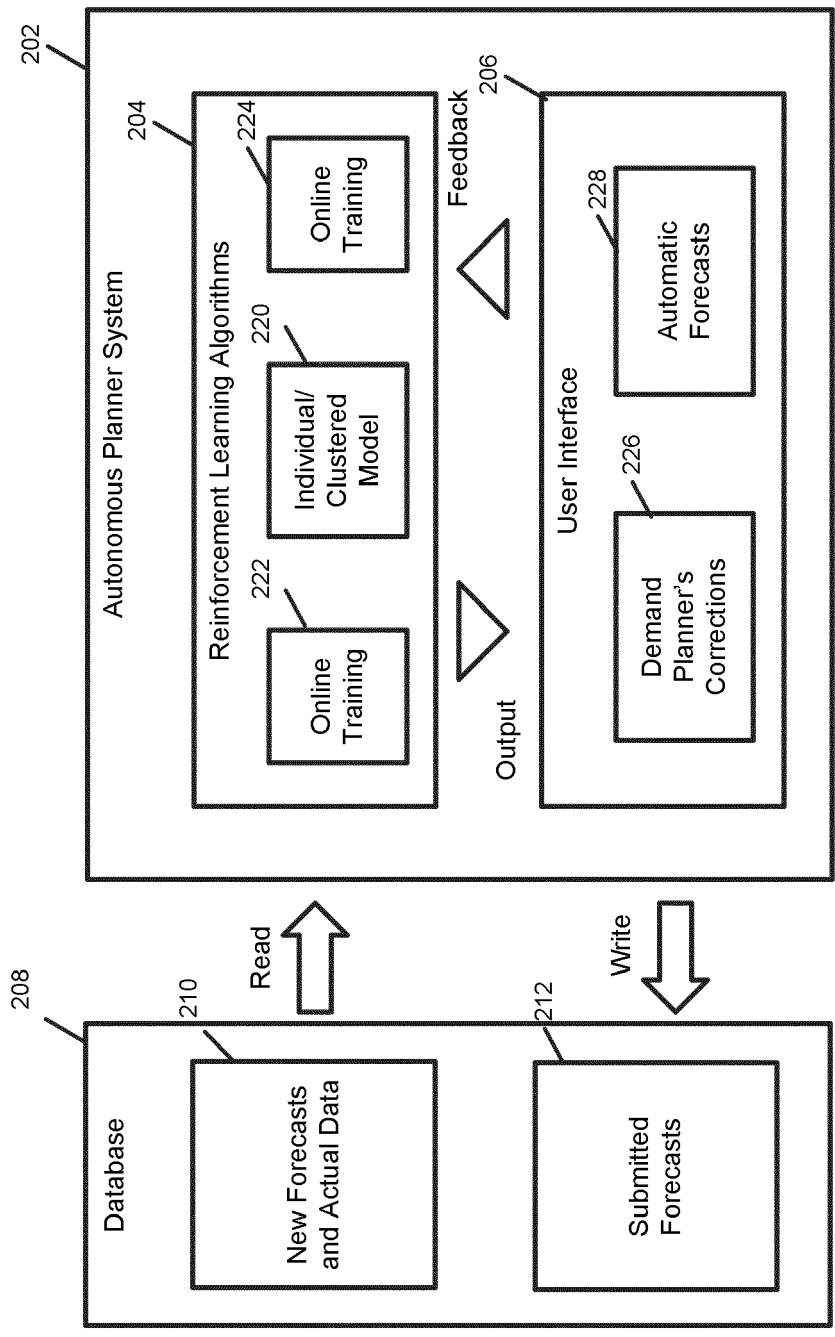 208
Database
210
New Forecasts
and Actual Data
212
Submitted
Forecasts
Read
Write
202
Autonomous Planner System
204
Reinforcement Learning Algorithms
222
Online
Training
220
Individual/
Clustered
Model
224
Online
Training
Output
Feedback
206
User Interface
226
Demand
Planner's
Corrections
228
Automatic
Forecasts